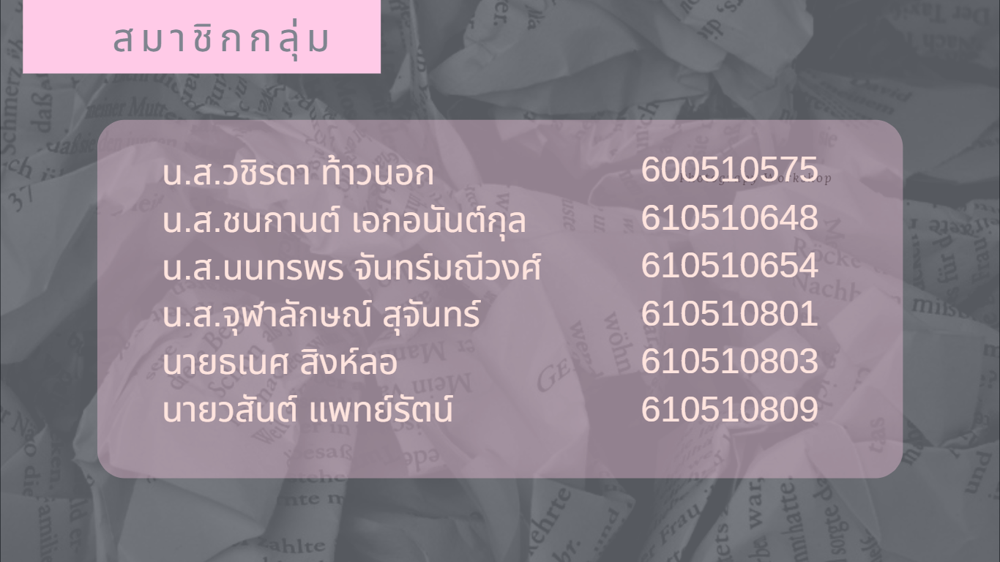 สมาชิกกลุ่ม
น.ส.วชิรดา ท้าวนอก 600510575
Photography Workshop
น.ส.ชนกานต์ เอกอนันต์กุล 610510648
น.ส.นนทรพร จันทร์มณีวงศ์ 610510654
น.ส.จุฬาลักษณ์ สุจันทร์ 610510801
นายธเนศ สิงห์ลอ 610510803
นายวสันต์ แพทย์รัตน์ 610510809